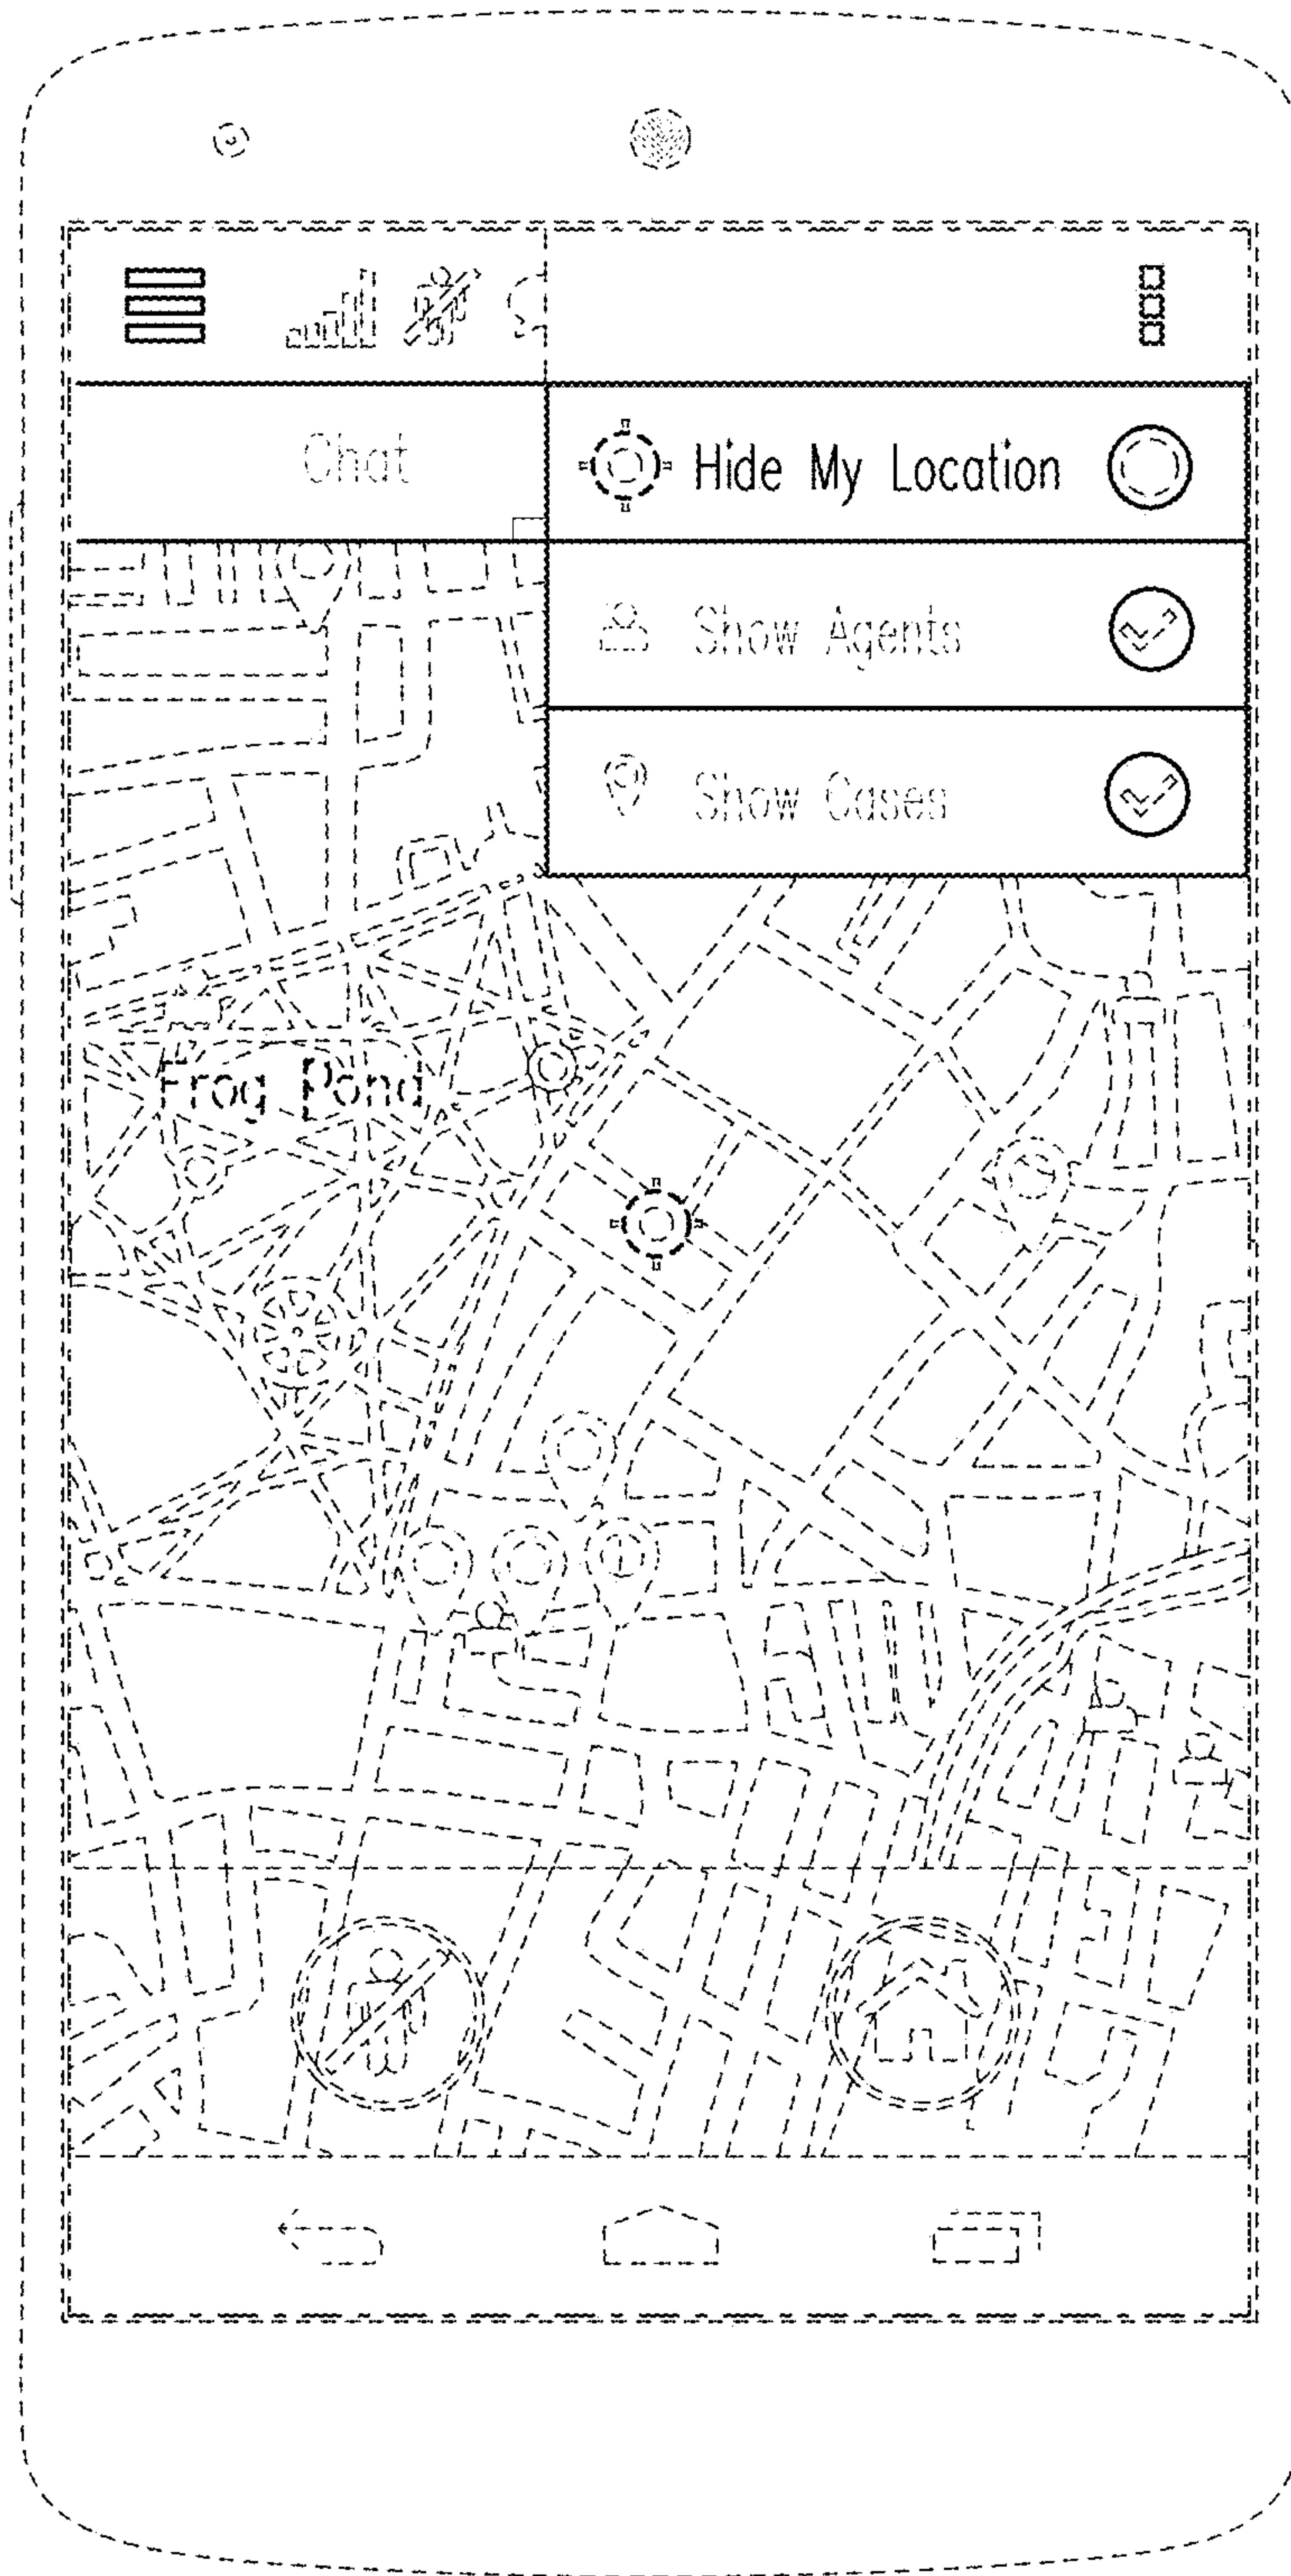 Chat
Hide My Location
Show Agents
Show Cases
Frog Pond